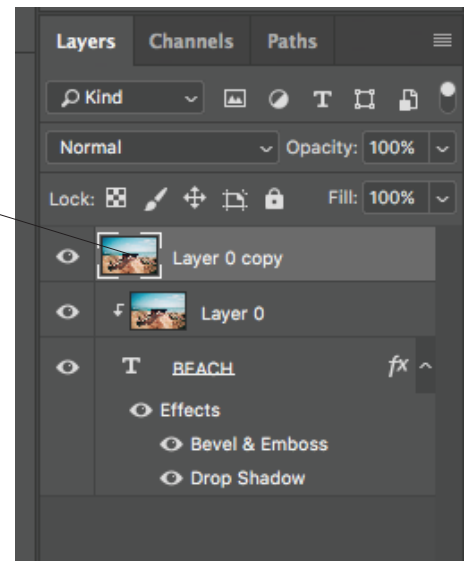 Layers Channels Paths
Kind
Normal Opacity: 100%
Lock: Fill: 100%
Layer 0 copy
Layer 0
T BEACH fx
Effects
Bevel & Emboss
Drop Shadow